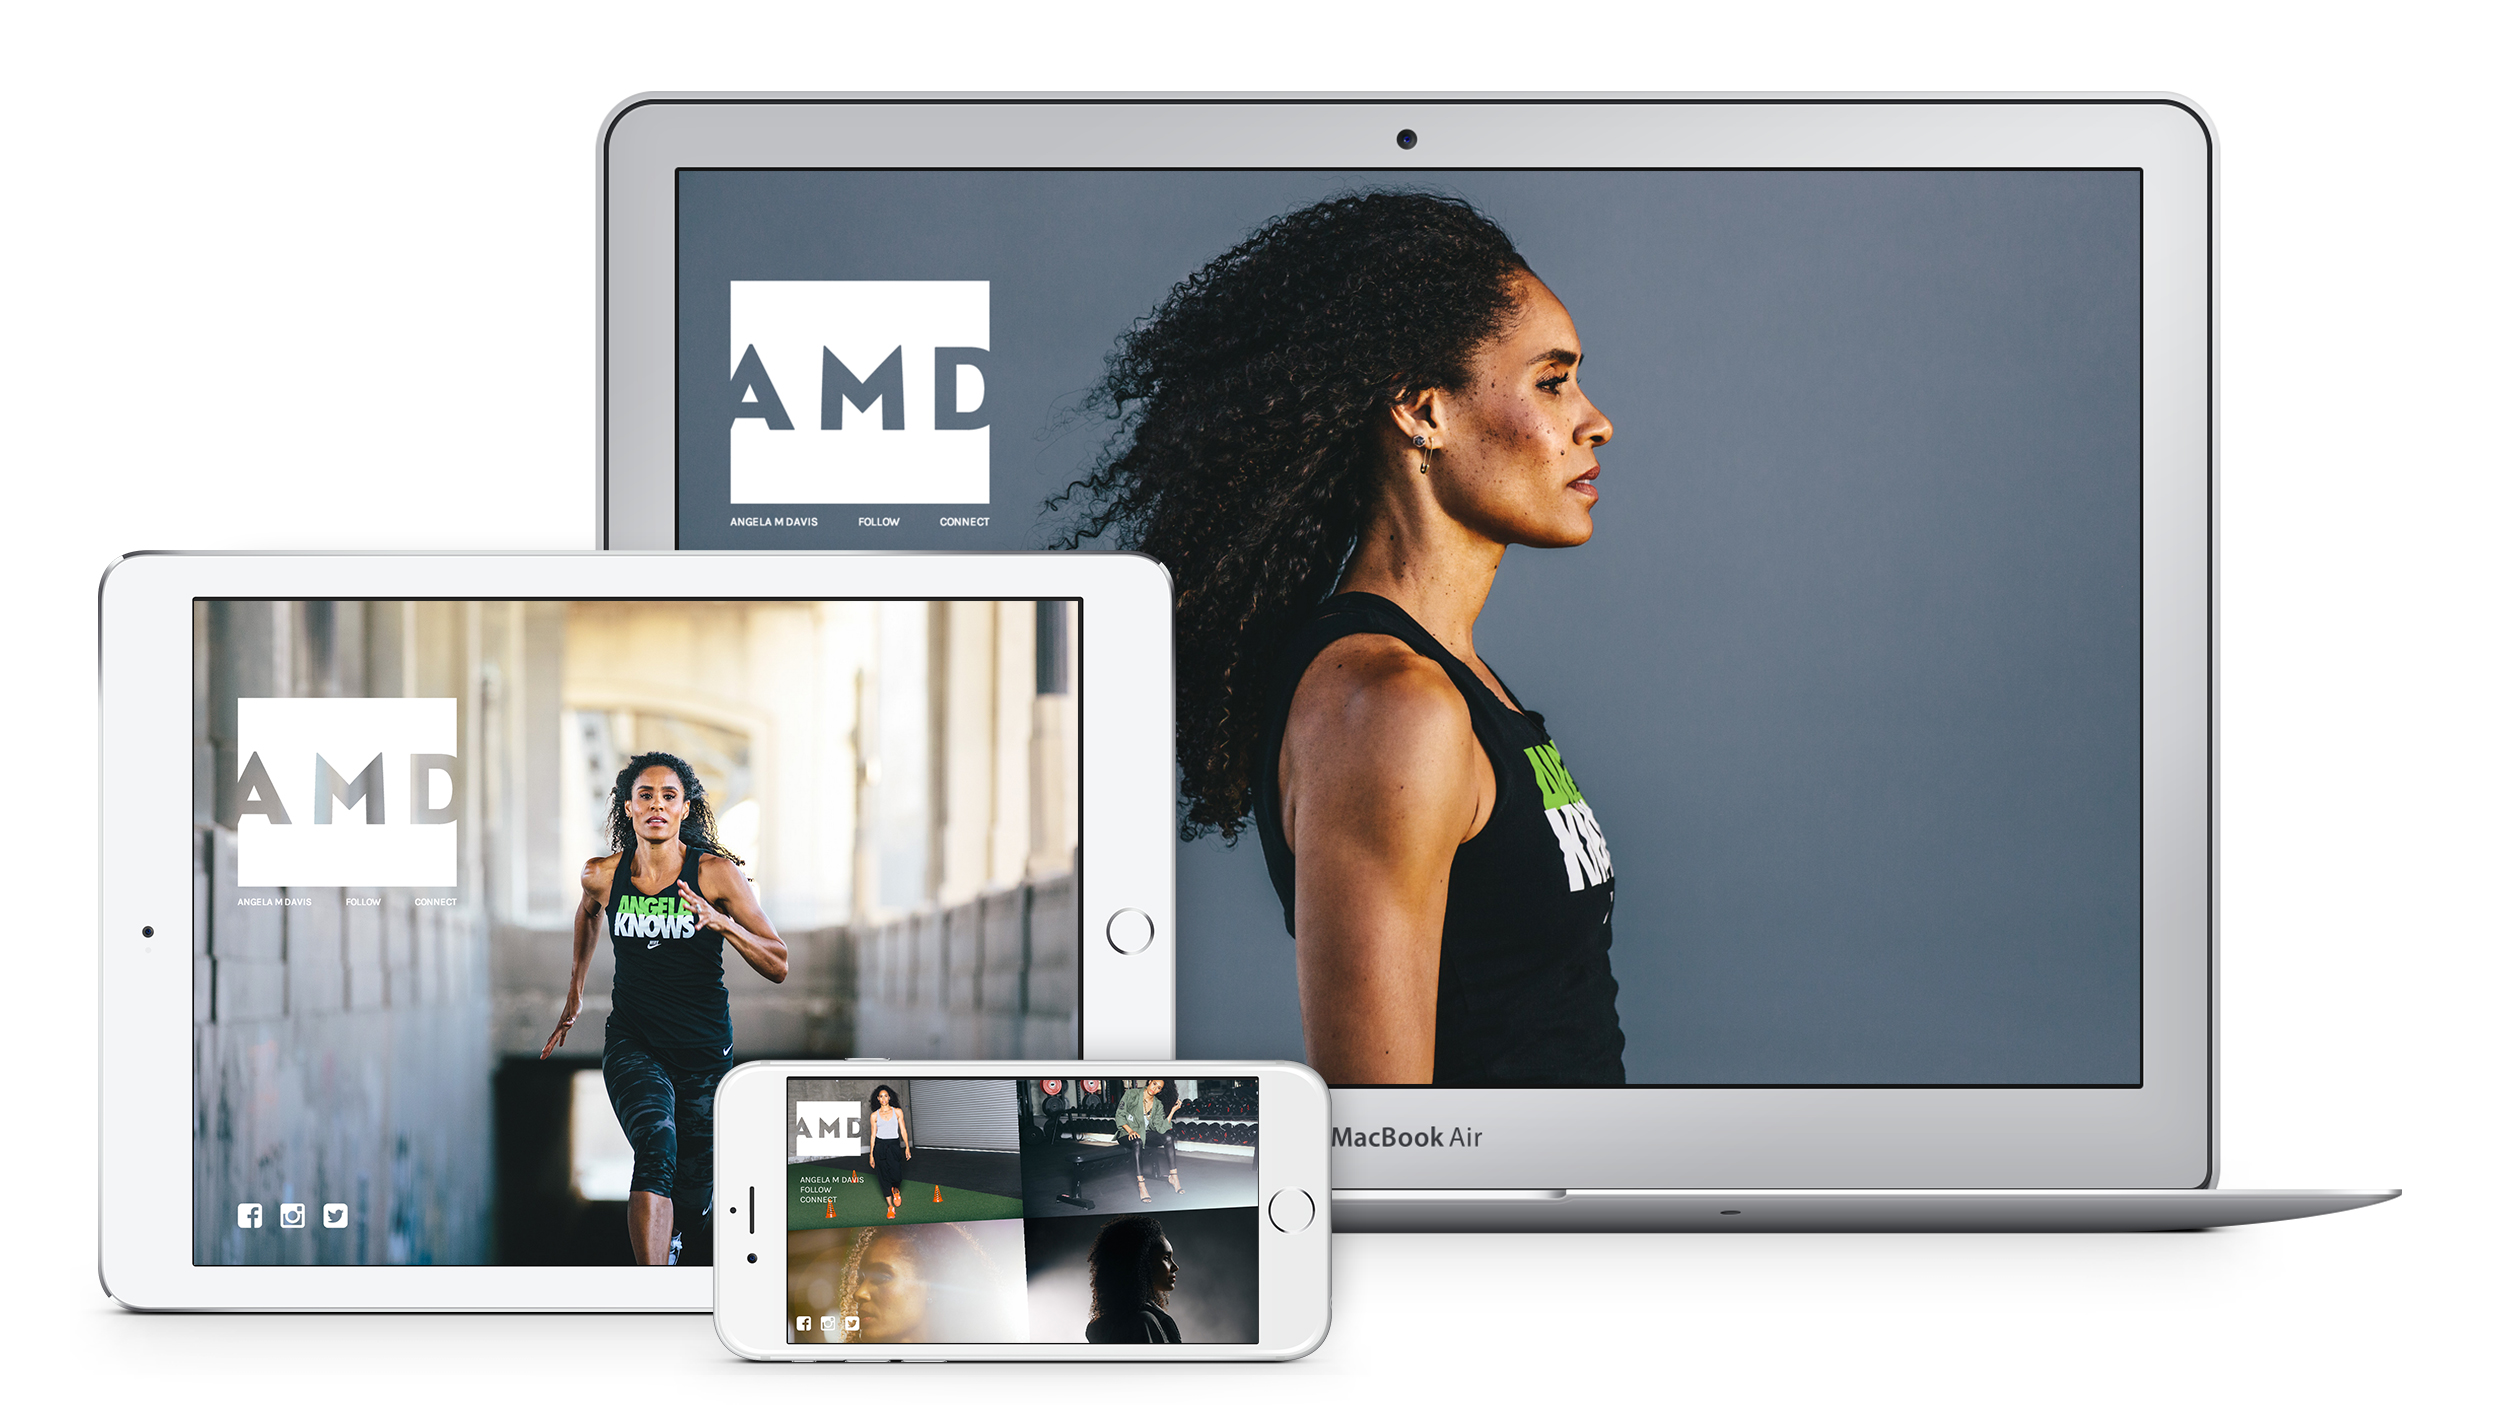 AMD
ANGELA M DAVIS FOLLOW CONNECT
AMD
ANGELA M DAVIS FOLLOW CONNECT
ANGELA
KNOWS
AMD
ANGELA M DAVIS
FOLLOW
CONNECT
MacBook Air